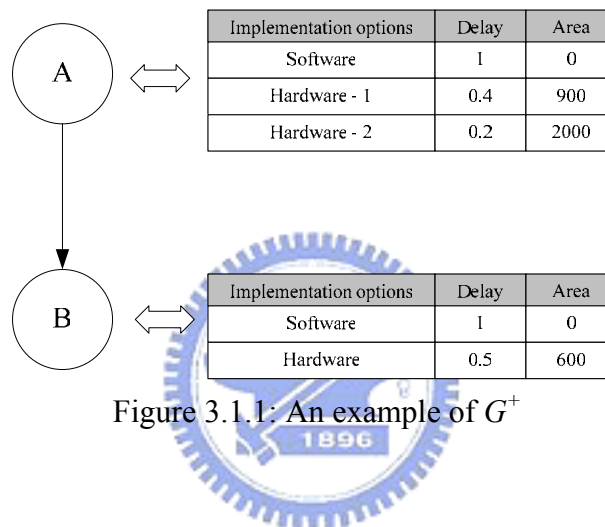 A
Implementation options Delay Area
Software 1 0
Hardware - 1 0.4 900
Hardware - 2 0.2 2000
B
Implementation options Delay Area
Software 1 0
Hardware 0.5 600
Figure 3.1.1: An example of G+
1896